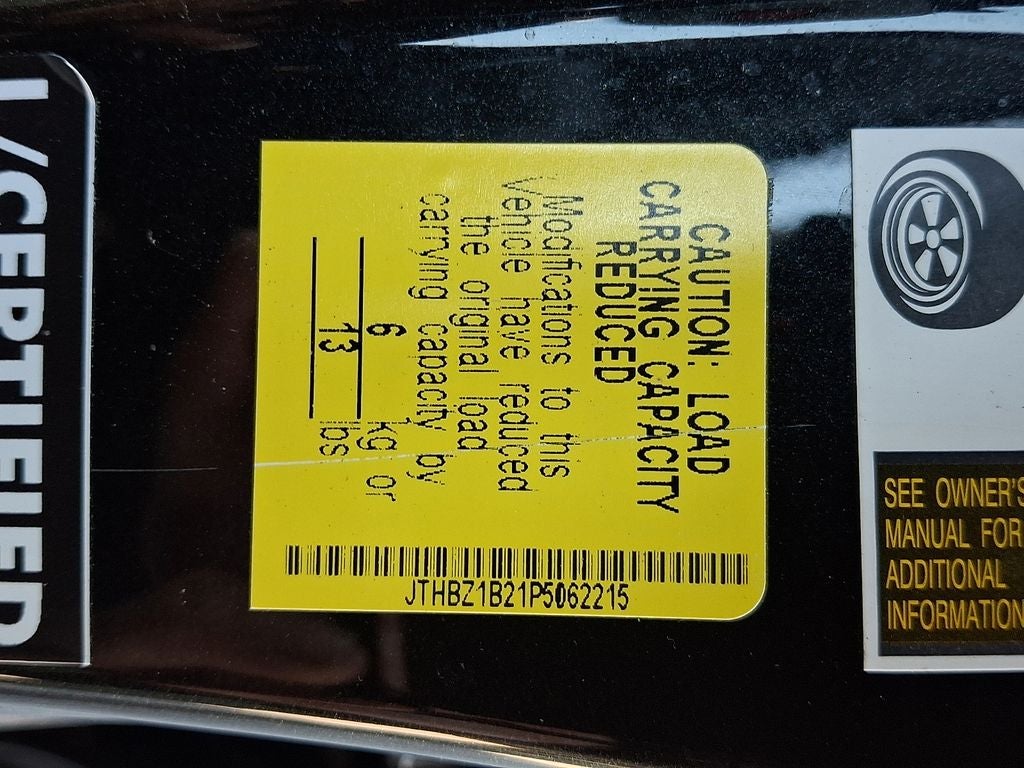 /CERTIFIED
CAUTION: LOAD
CARRYING CAPACITY
REDUCED
Modifications to this
Vehicle have reduced
the original load
carrying capacity by
6 kg or
13 lbs
JTHBZ1B21P5062215
SEE OWNER'S
MANUAL FOR
ADDITIONAL
INFORMATION